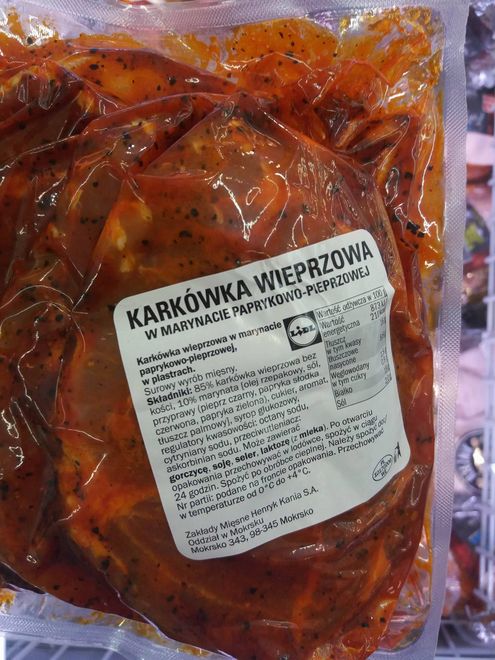 KARKÓWKA WIEPRZOWA
W MARYNACIE PAPRYKOWO-PIEPRZOWEJ
Karkówka wieprzowa w marynacie
paprykowo-pieprzowej,
w plastrach.
Surowy wyrób mięsny.
Składniki: 85% karkówka wieprzowa bez
kości, 10% marynata (olej rzepakowy, sól,
przyprawy (pieprz czarny, papryka słodka
czerwona, papryka zielona), cukier, aromat,
tłuszcz palmowy), syrop glukozowy,
regulatory kwasowości: octany sodu,
cytryniany sodu, przeciwutleniacz:
askorbinian sodu. Może zawierać
gorczycę, soję, seler, laktozę (z mleka). Po otwarciu
opakowania przechowywać w lodówce, spożyć w ciągu
24 godzin. Spożyć po obróbce cieplnej. Należy spożyć do:/
Nr partii: podane na froncie opakowania. Przechowywać
w temperaturze od 0°C do +4°C.
Zakłady Mięsne Henryk Kania S.A.
Oddział w Mokrsku
Mokrsko 343, 98-345 Mokrsko
LIDL
Wartość odżywcza w 100
Wartość
energetyczna
Tłuszcz
w tym kwasy
tłuszczowe
nasycone
Węglowodany
w tym cukry
Białko
Sól